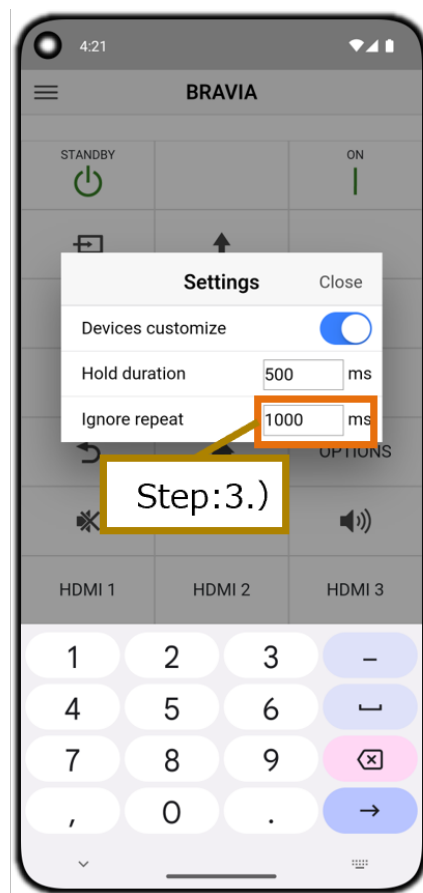 4:21
BRAVIA
STANDBY
ON
Settings
Close
Devices customize
Hold duration 500 ms
Ignore repeat 1000 ms
OPTIONS
Step:3.)
HDMI 1 HDMI 2 HDMI 3
1 2 3 –
4 5 6
7 8 9
, 0 .